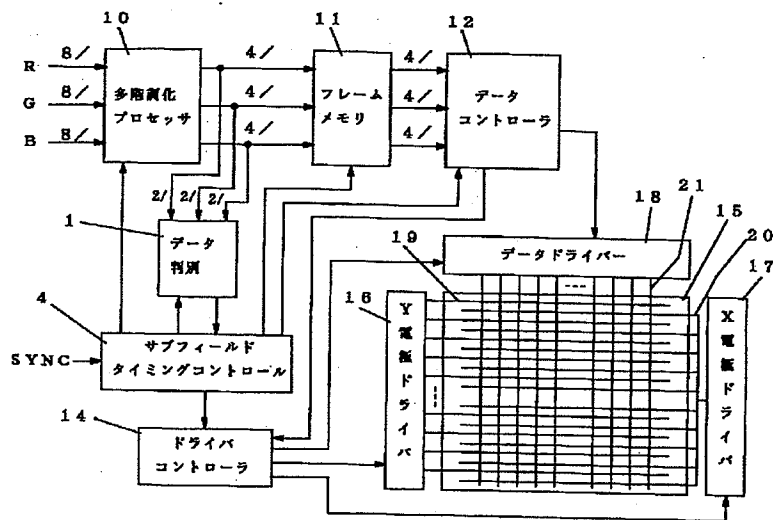 10
11
12
R
8/
G
8/
B
8/
多階調化
プロセッサ
4/
4/
4/
フレーム
メモリ
4/
4/
4/
データ
コントローラ
2/
2/
2/
1
データ
判別
18
21
15
20
17
データドライバー
19
16
4
SYNC
サブフィールド
タイミングコントロール
Y電極ドライバ
X電極ドライバ
14
ドライバ
コントローラ